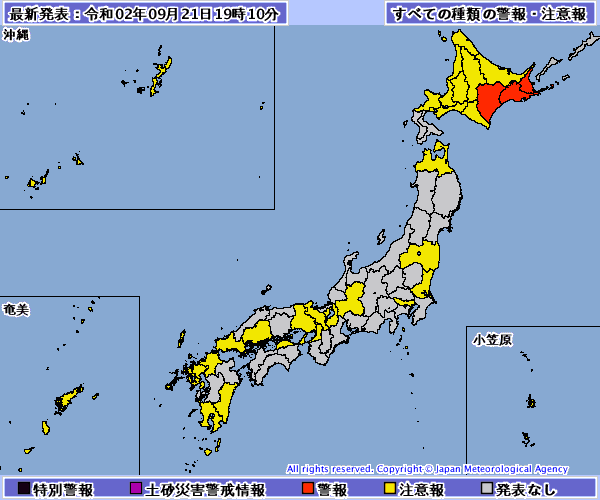 最新発表：令和02年09月21日19時10分
すべての種類の警報・注意報
沖縄
奄美
小笠原
All rights reserved. Copyright © Japan Meteorological Agency
特別警報
土砂災害警戒情報
警報
注意報
発表なし